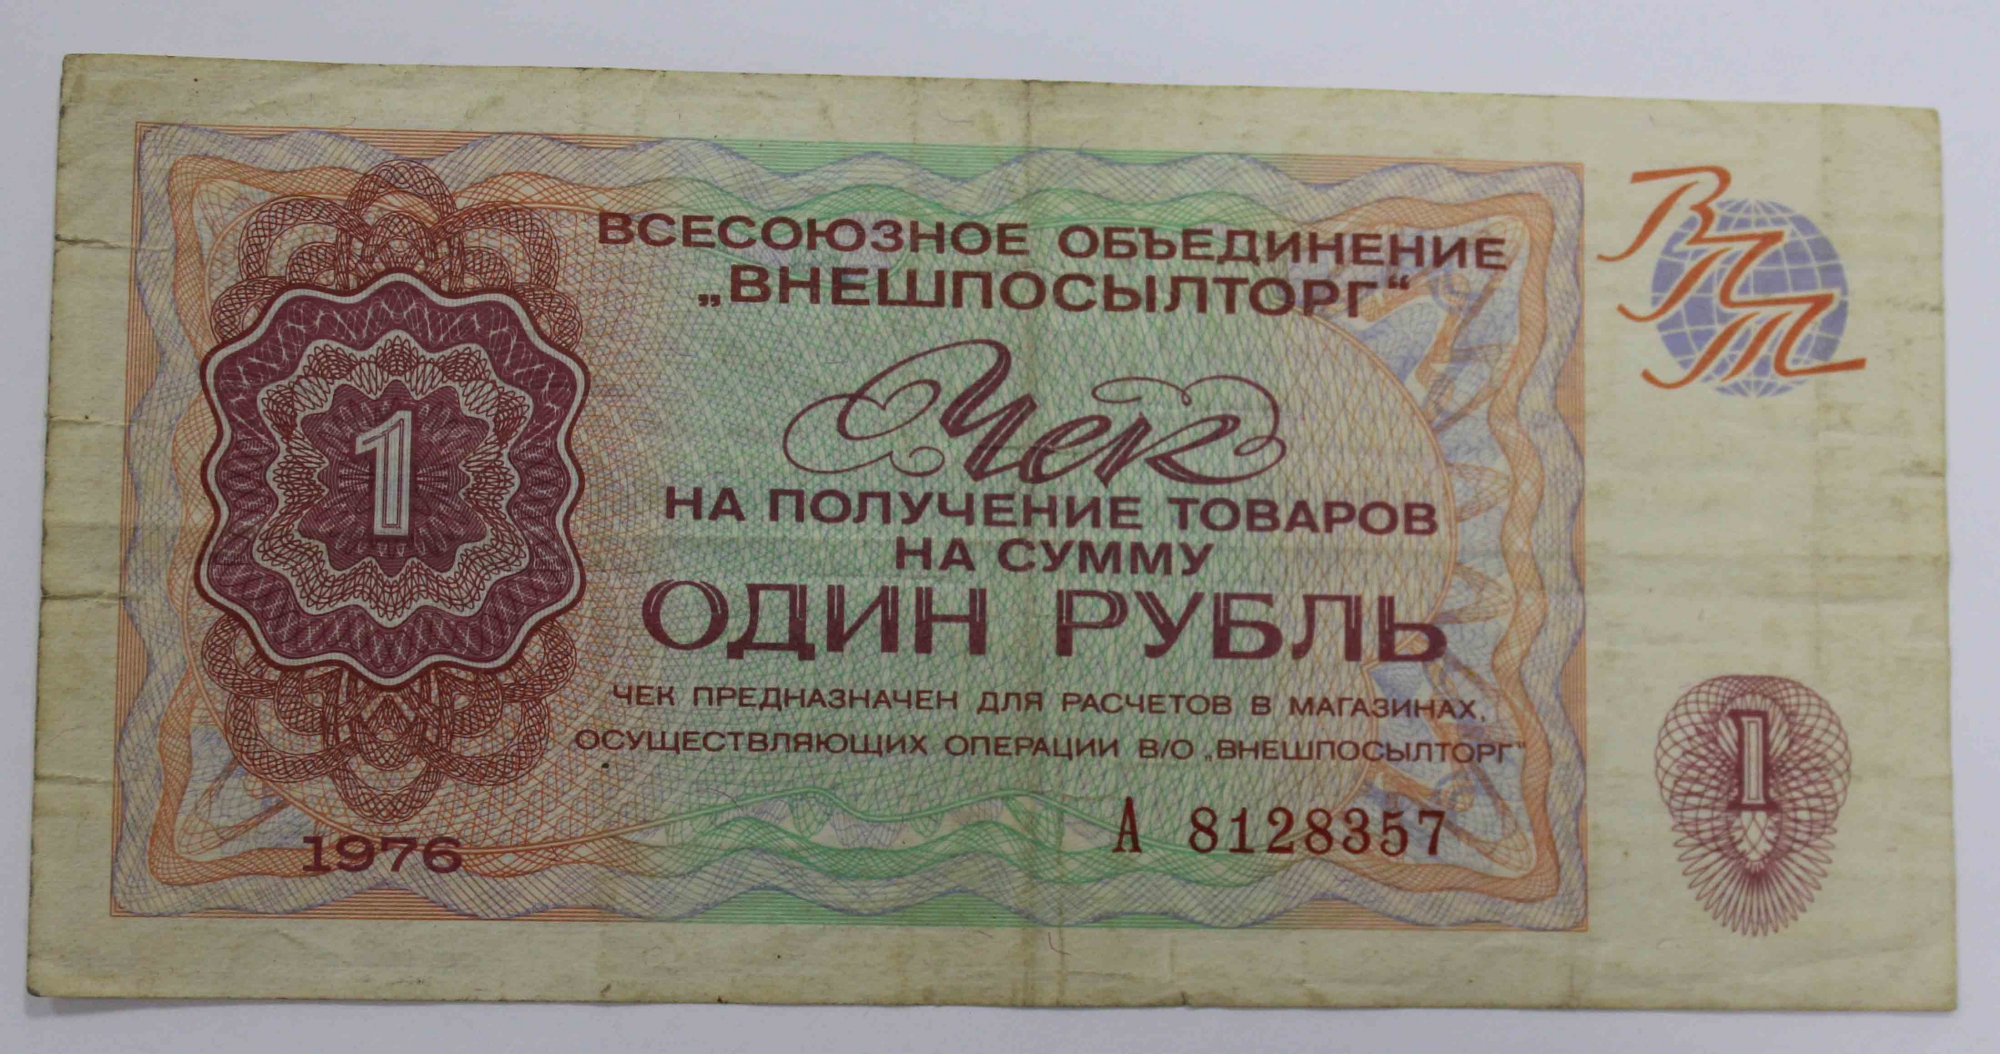 ВСЕСОЮЗНОЕ ОБЪЕДИНЕНИЕ
„ВНЕШПОСЫЛТОРГ“
ВПТ
Чек
НА ПОЛУЧЕНИЕ ТОВАРОВ
НА СУММУ
ОДИН РУБЛЬ
1
ЧЕК ПРЕДНАЗНАЧЕН ДЛЯ РАСЧЕТОВ В МАГАЗИНАХ,
ОСУЩЕСТВЛЯЮЩИХ ОПЕРАЦИИ В/О „ВНЕШПОСЫЛТОРГ“
1
А 8128357
1976